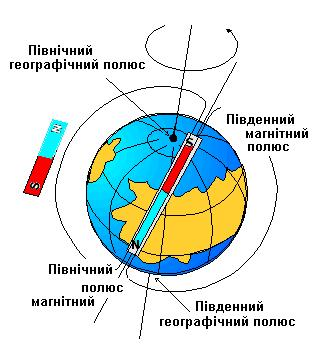 Північний
географічний полюс
Південний
магнітний
полюс
N
S
S
N
Північний
полюс
магнітний
Південний
географічний полюс